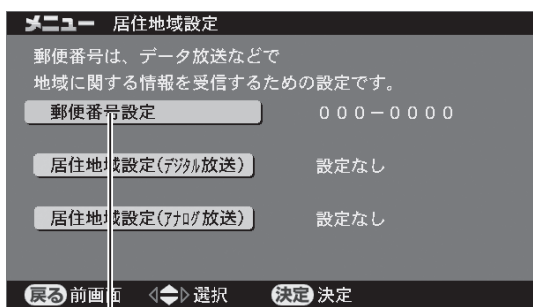 メニュー 居住地域設定
郵便番号は、データ放送などで
地域に関する情報を受信するための設定です。
郵便番号設定 000-0000
居住地域設定(デジタル放送) 設定なし
居住地域設定(アナログ放送) 設定なし
戻る 前画面 選択 決定 決定